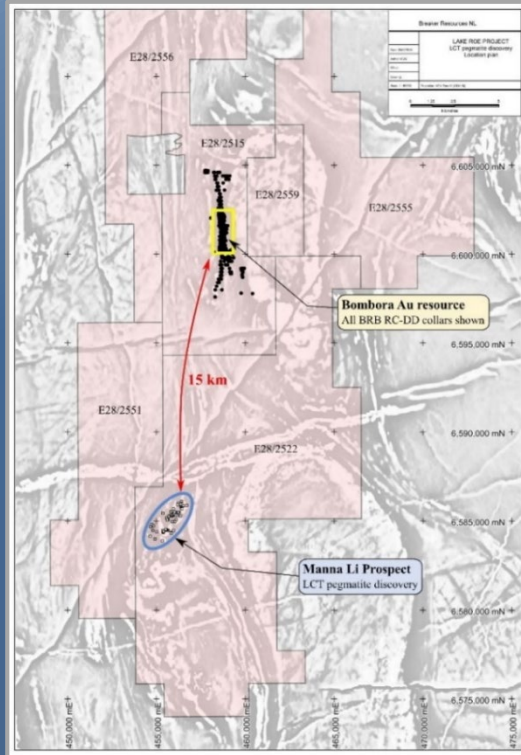 Breaker Resources NL
LAKE ROE PROJECT
LCT pegmatite discovery
Location plan
E28/2556
E28/2515
E28/2559
E28/2555
6,605,000 mN
6,600,000 mN
Bombora Au resource
All BRB RC-DD collars shown
6,595,000 mN
15 km
E28/2551
E28/2522
6,590,000 mN
6,585,000 mN
Manna Li Prospect
LCT pegmatite discovery
6,580,000 mN
6,575,000 mN
450,000 mE
455,000 mE
460,000 mE
465,000 mE
470,000 mE
475,000 mE